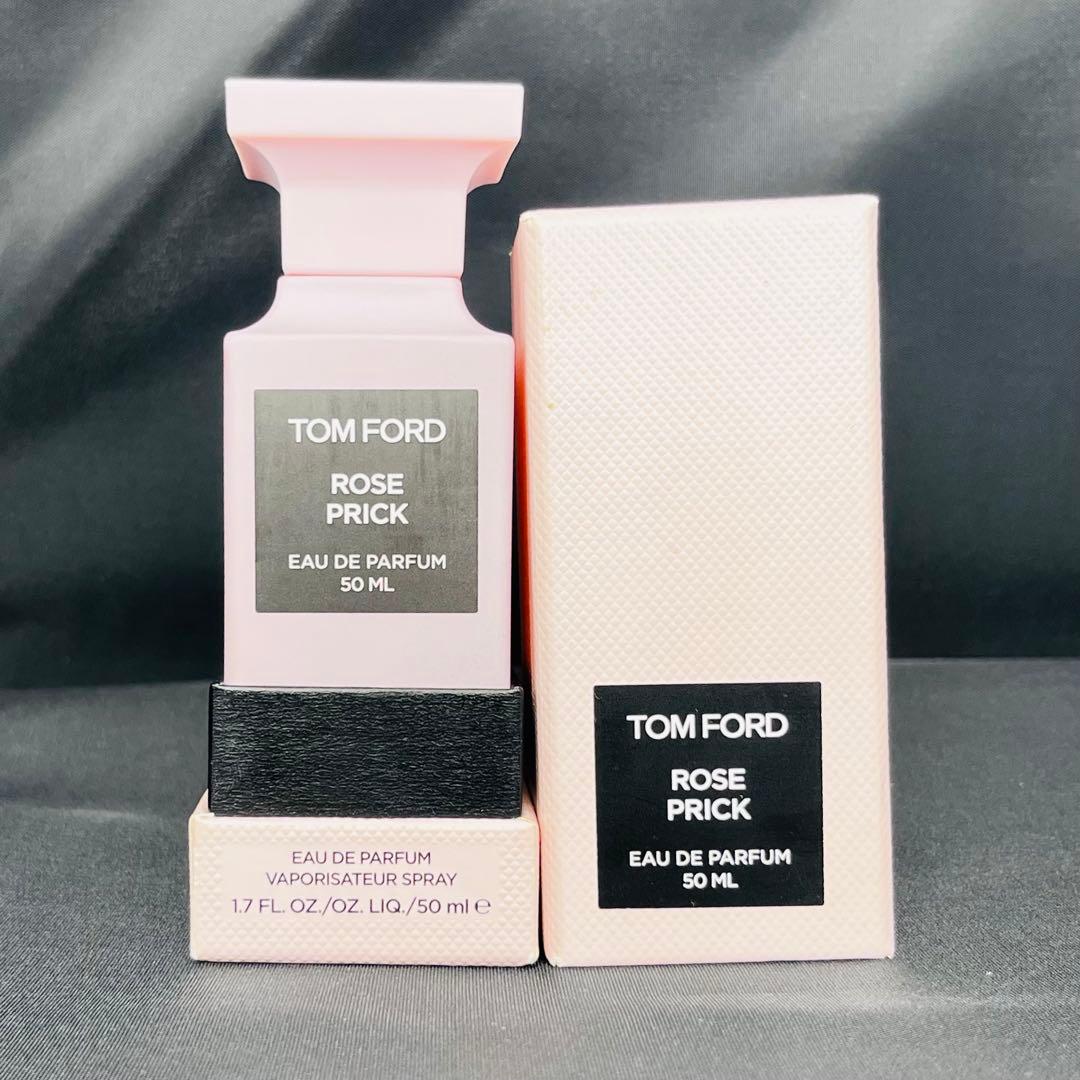 TOM FORD
ROSE
PRICK
EAU DE PARFUM
50 ML
EAU DE PARFUM
VAPORISATEUR SPRAY
1.7 FL. OZ./OZ. LIQ./50 ml ℮
TOM FORD
ROSE
PRICK
EAU DE PARFUM
50 ML